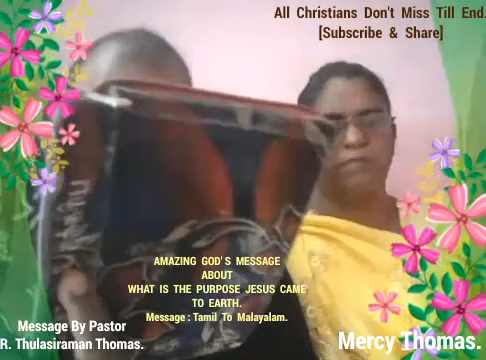 All Christians Don't Miss Till End.
[Subscribe & Share]
AMAZING GOD'S MESSAGE
ABOUT
WHAT IS THE PURPOSE JESUS CAME
TO EARTH.
Message : Tamil To Malayalam.
Message By Pastor
R. Thulasiraman Thomas.
Mercy Thomas.